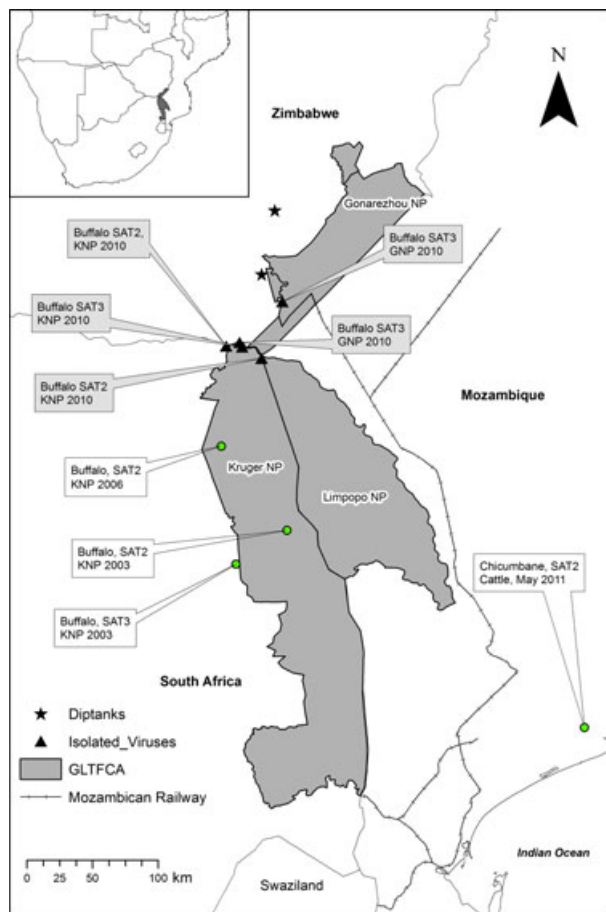 N
Zimbabwe
Gonarezhou NP
Buffalo SAT2,
KNP 2010
Buffalo SAT3
GNP 2010
Buffalo SAT3
KNP 2010
Buffalo SAT3
GNP 2010
Buffalo SAT2
KNP 2010
Mozambique
Buffalo, SAT2
KNP 2006
Kruger NP
Limpopo NP
Buffalo, SAT2
KNP 2003
Chicumbane, SAT2
Cattle, May 2011
Buffalo, SAT3
KNP 2003
South Africa
Diptanks
Isolated_Viruses
GLTFCA
Mozambican Railway
0 25 50 100
km
Swaziland
Indian Ocean